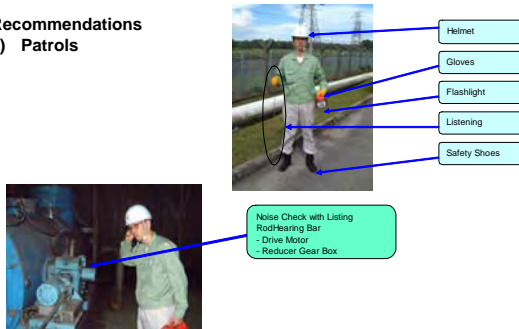 Recommendations
) Patrols
Helmet
Gloves
Flashlight
Listening
Safety Shoes
Noise Check with Listing
RodHearing Bar
- Drive Motor
- Reducer Gear Box